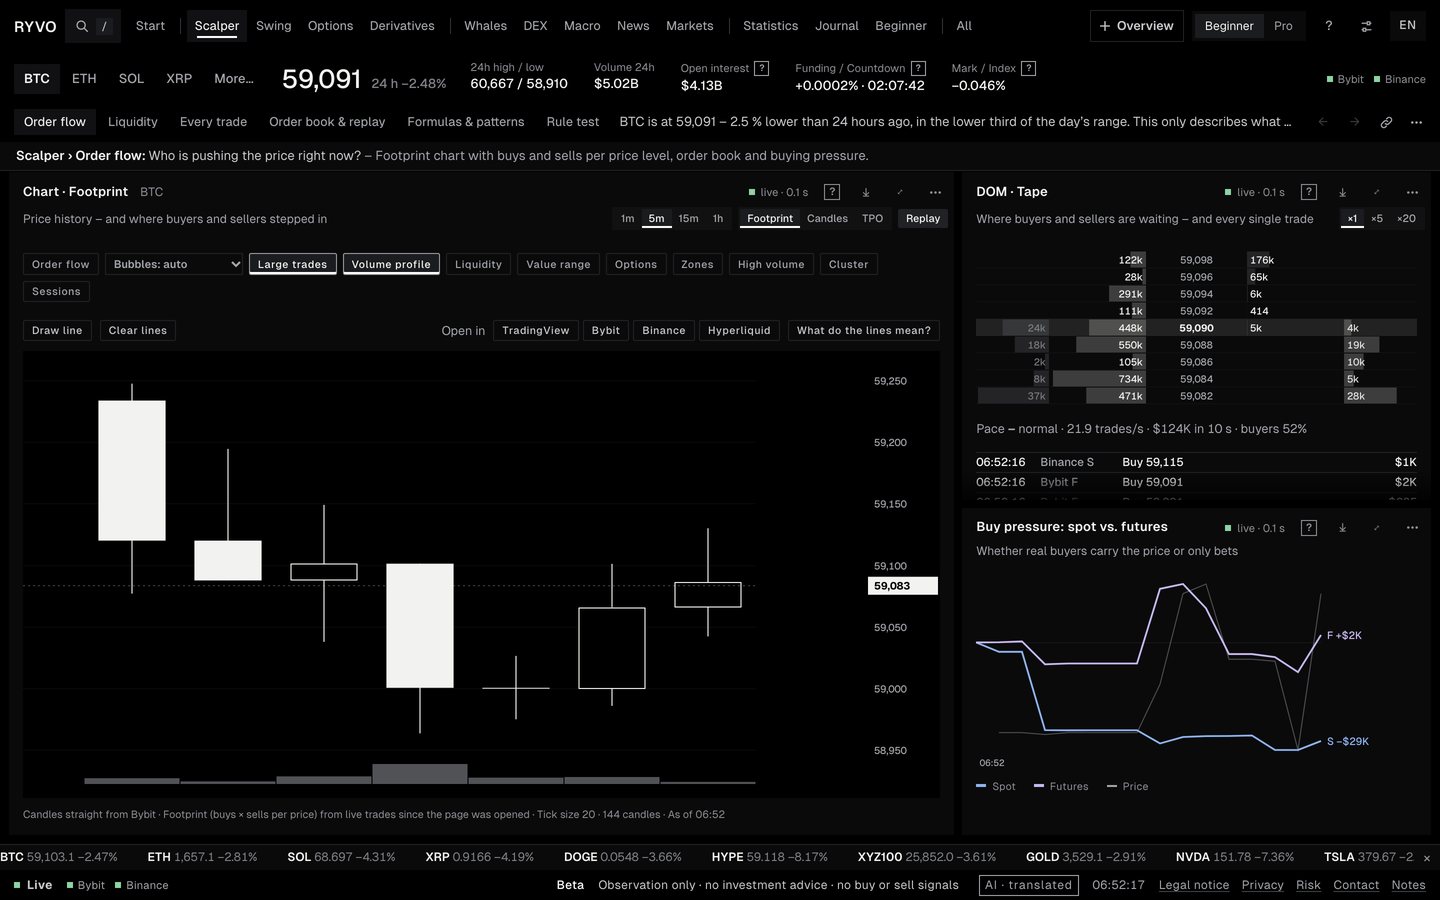 RYVO / Start Scalper Swing Options Derivatives Whales DEX Macro News Markets Statistics Journal Beginner All + Overview Beginner Pro ? EN
BTC ETH SOL XRP More... 59,091 24 h −2.48%
24h high / low 60,667 / 58,910
Volume 24h $5.02B
Open interest ? $4.13B
Funding / Countdown ? +0.0002% · 02:07:42
Mark / Index ? −0.046%
Bybit Binance
Order flow Liquidity Every trade Order book & replay Formulas & patterns Rule test BTC is at 59,091 – 2.5 % lower than 24 hours ago, in the lower third of the day's range. This only describes what ...
Scalper › Order flow: Who is pushing the price right now? – Footprint chart with buys and sells per price level, order book and buying pressure.
Chart · Footprint BTC live · 0.1 s ?
Price history – and where buyers and sellers stepped in 1m 5m 15m 1h Footprint Candles TPO Replay
Order flow Bubbles: auto Large trades Volume profile Liquidity Value range Options Zones High volume Cluster
Sessions
Draw line Clear lines Open in TradingView Bybit Binance Hyperliquid What do the lines mean?
59,250
59,200
59,150
59,100
59,083
59,050
59,000
58,950
Candles straight from Bybit · Footprint (buys × sells per price) from live trades since the page was opened · Tick size 20 · 144 candles · As of 06:52
DOM · Tape live · 0.1 s ?
Where buyers and sellers are waiting – and every single trade ×1 ×5 ×20
122k 59,098 176k
28k 59,096 65k
291k 59,094 6k
111k 59,092 414
24k 448k 59,090 5k 4k
18k 550k 59,088 19k
2k 105k 59,086 10k
8k 734k 59,084 5k
37k 471k 59,082 28k
Pace – normal · 21.9 trades/s · $124K in 10 s · buyers 52%
06:52:16 Binance S Buy 59,115 $1K
06:52:16 Bybit F Buy 59,091 $2K
Buy pressure: spot vs. futures live · 0.1 s ?
Whether real buyers carry the price or only bets
F +$2K
S −$29K
06:52
Spot Futures Price
BTC 59,103.1 −2.47% ETH 1,657.1 −2.81% SOL 68.697 −4.31% XRP 0.9166 −4.19% DOGE 0.0548 −3.66% HYPE 59.118 −8.17% XYZ100 25,852.0 −3.61% GOLD 3,529.1 −2.91% NVDA 151.78 −7.36% TSLA 379.67 −2 ×
Live Bybit Binance Beta Observation only · no investment advice · no buy or sell signals AI · translated 06:52:17 Legal notice Privacy Risk Contact Notes